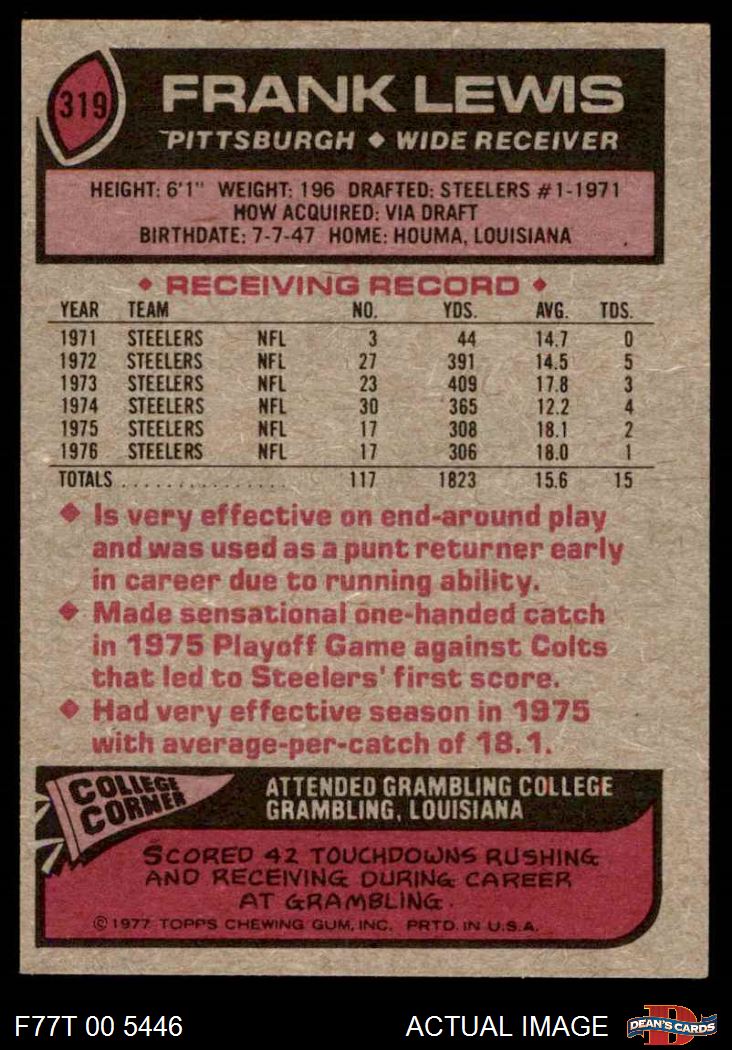 319
FRANK LEWIS
PITTSBURGH ◆ WIDE RECEIVER
HEIGHT: 6'1" WEIGHT: 196 DRAFTED: STEELERS #1-1971
HOW ACQUIRED: VIA DRAFT
BIRTHDATE: 7-7-47 HOME: HOUMA, LOUISIANA
◆ RECEIVING RECORD ◆
YEAR TEAM NO. YDS. AVG. TDS.
1971 STEELERS NFL 3 44 14.7 0
1972 STEELERS NFL 27 391 14.5 5
1973 STEELERS NFL 23 409 17.8 3
1974 STEELERS NFL 30 365 12.2 4
1975 STEELERS NFL 17 308 18.1 2
1976 STEELERS NFL 17 306 18.0 1
TOTALS ................ 117 1823 15.6 15
◆ Is very effective on end-around play
and was used as a punt returner early
in career due to running ability.
◆ Made sensational one-handed catch
in 1975 Playoff Game against Colts
that led to Steelers' first score.
◆ Had very effective season in 1975
with average-per-catch of 18.1.
COLLEGE
CORNER
ATTENDED GRAMBLING COLLEGE
GRAMBLING, LOUISIANA
SCORED 42 TOUCHDOWNS RUSHING
AND RECEIVING DURING CAREER
AT GRAMBLING.
© 1977 TOPPS CHEWING GUM, INC. PRTD. IN U.S.A.
F77T 00 5446 ACTUAL IMAGE
D
DEAN'S CARDS